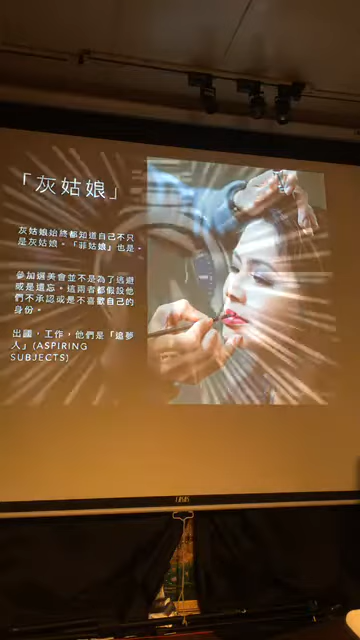 「灰姑娘」
灰姑娘始終都知道自己不只
是灰姑娘。「菲姑娘」也是。
參加選美會並不是為了逃避
或是遺忘。這兩者都假設他
們不承認或是不喜歡自己的
身份。
出國，工作，他們是「追夢
人」(ASPIRING
SUBJECTS)